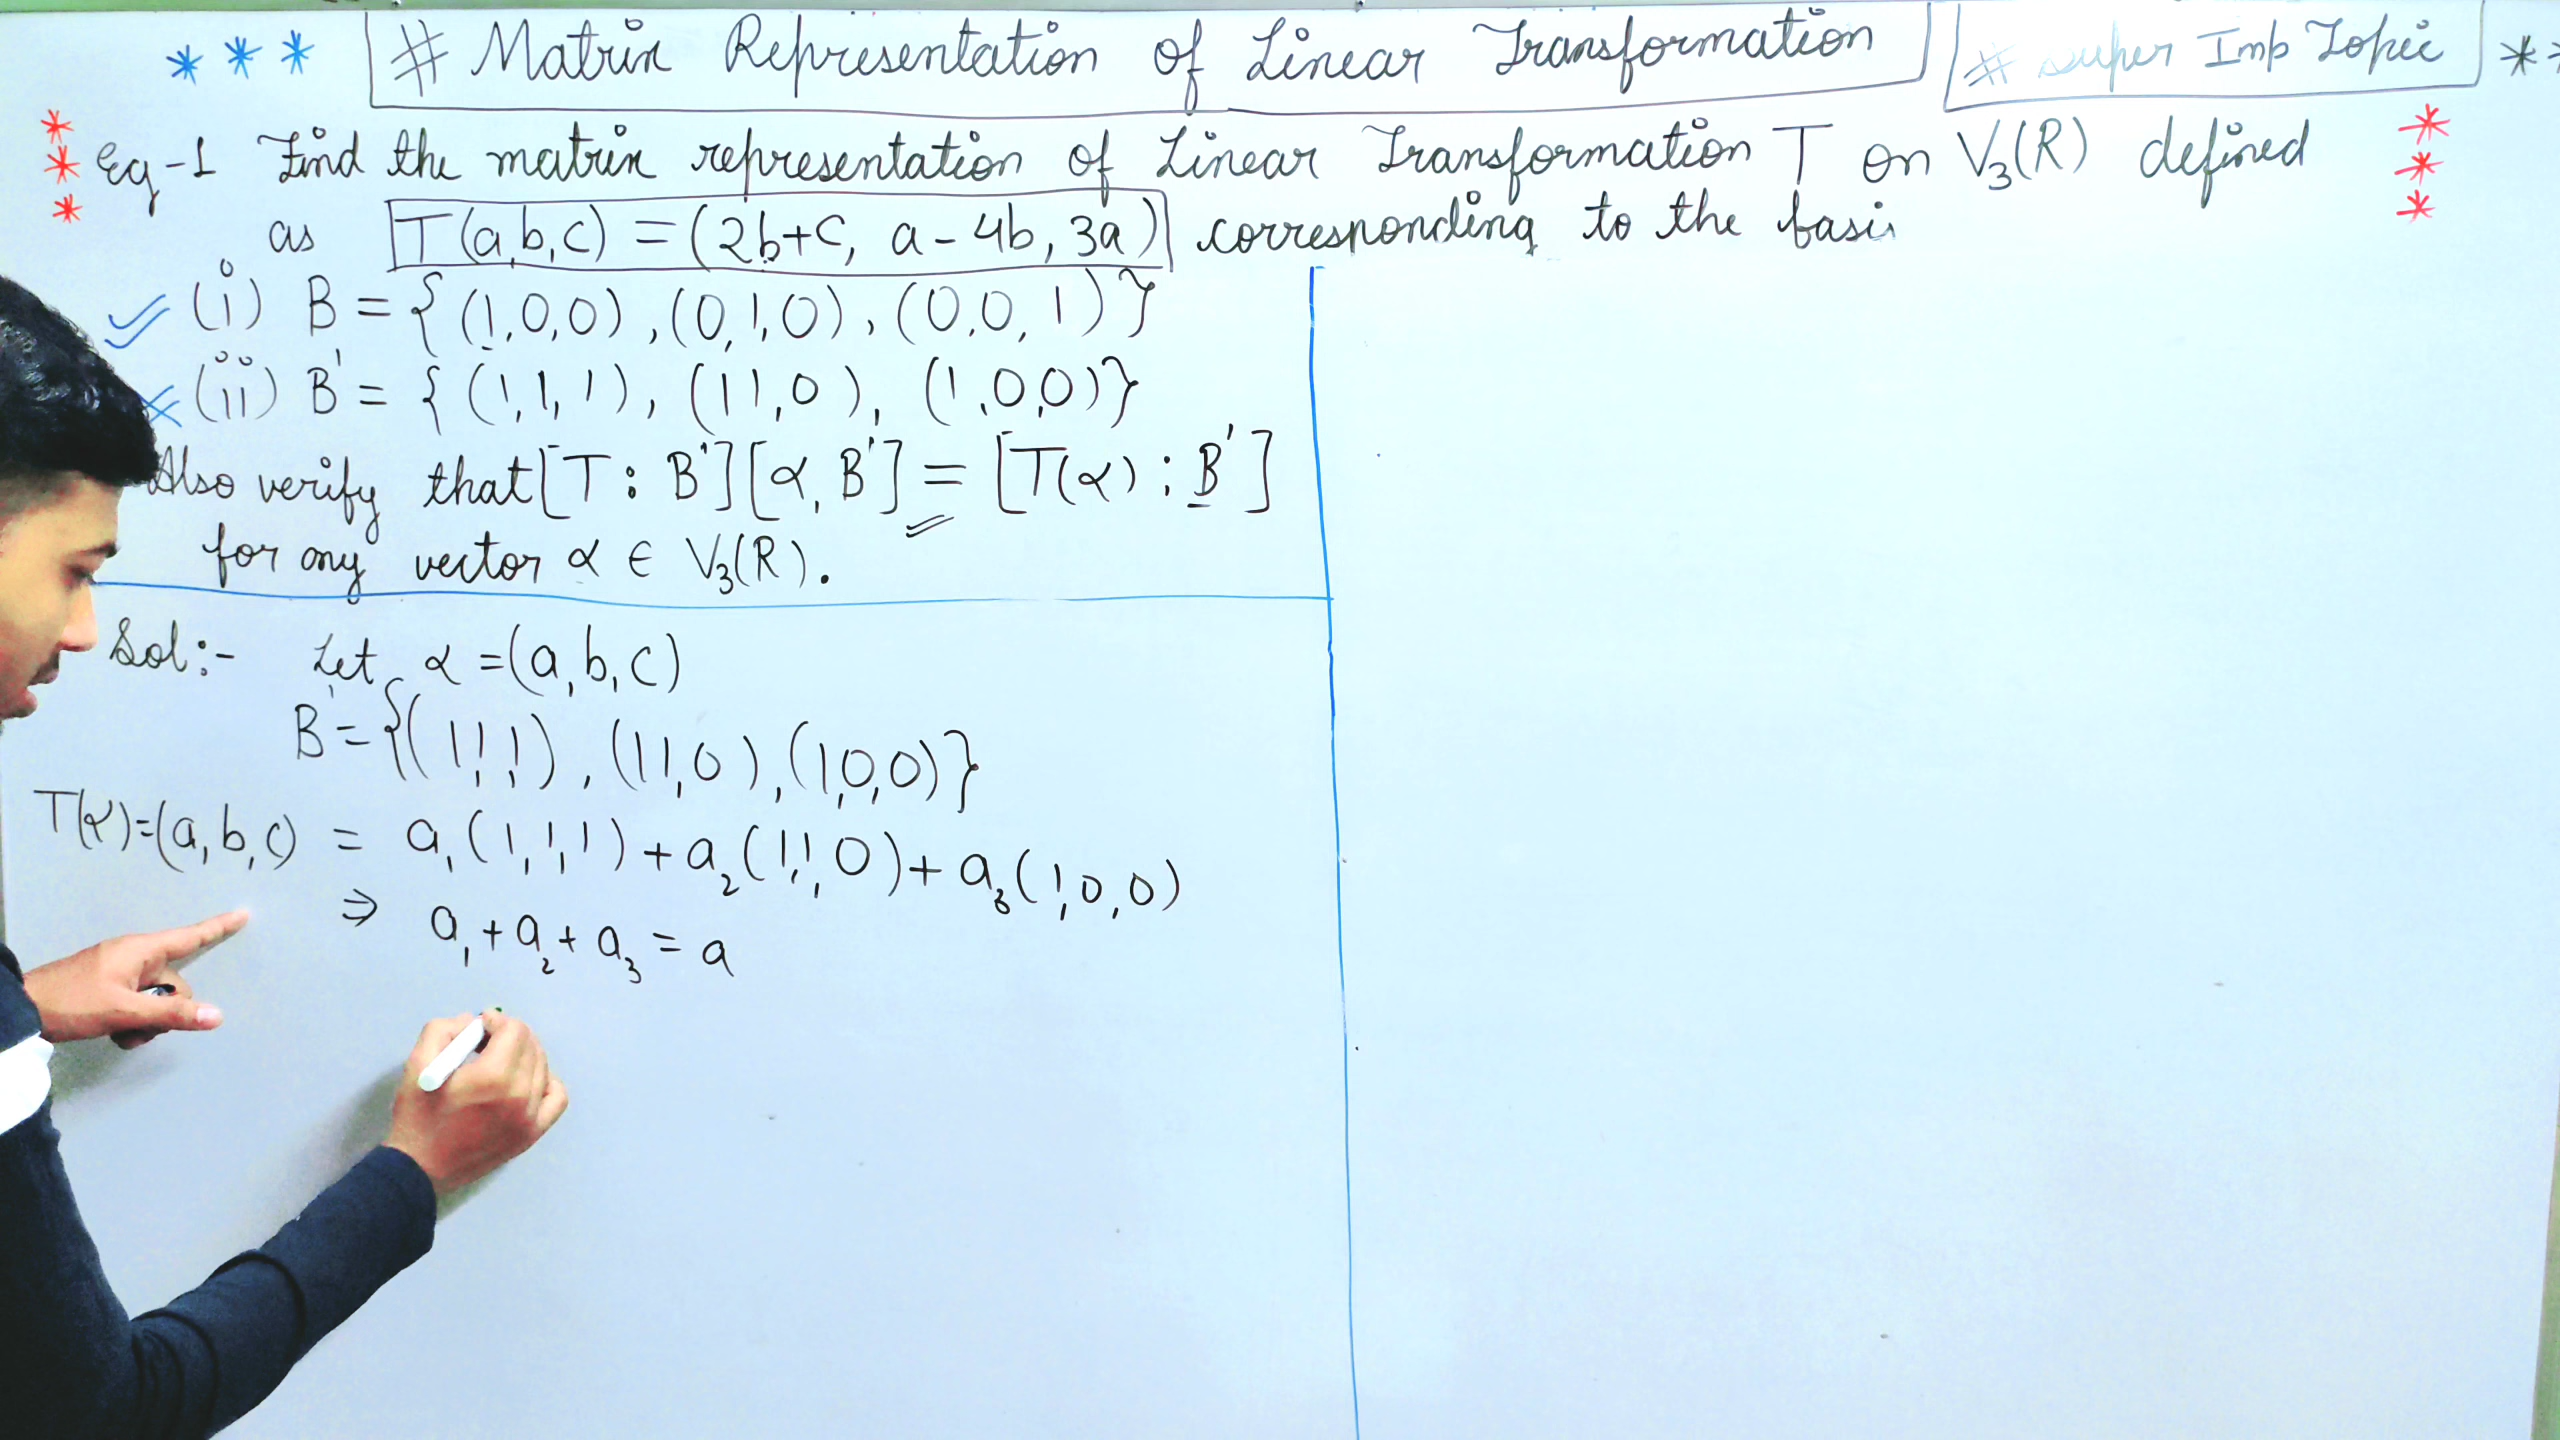 *** # Matrix Representation of Linear Transformation # super Imp Topic **
Eg-1 Find the matrix representation of Linear Transformation T on V₃(R) defined
as T(a,b,c) = (2b+c, a-4b, 3a) corresponding to the basis
(i) B = {(1,0,0), (0,1,0), (0,0,1)}
(ii) B' = {(1,1,1), (1,1,0), (1,0,0)}
Also verify that [T : B'][α, B'] = [T(α) ; B']
for any vector α ∈ V₃(R).
Sol:- Let α = (a,b,c)
B' = {(1,1,1), (1,1,0), (1,0,0)}
T(α)=(a,b,c) = a₁(1,1,1) + a₂(1,1,0) + a₃(1,0,0)
⇒ a₁ + a₂ + a₃ = a